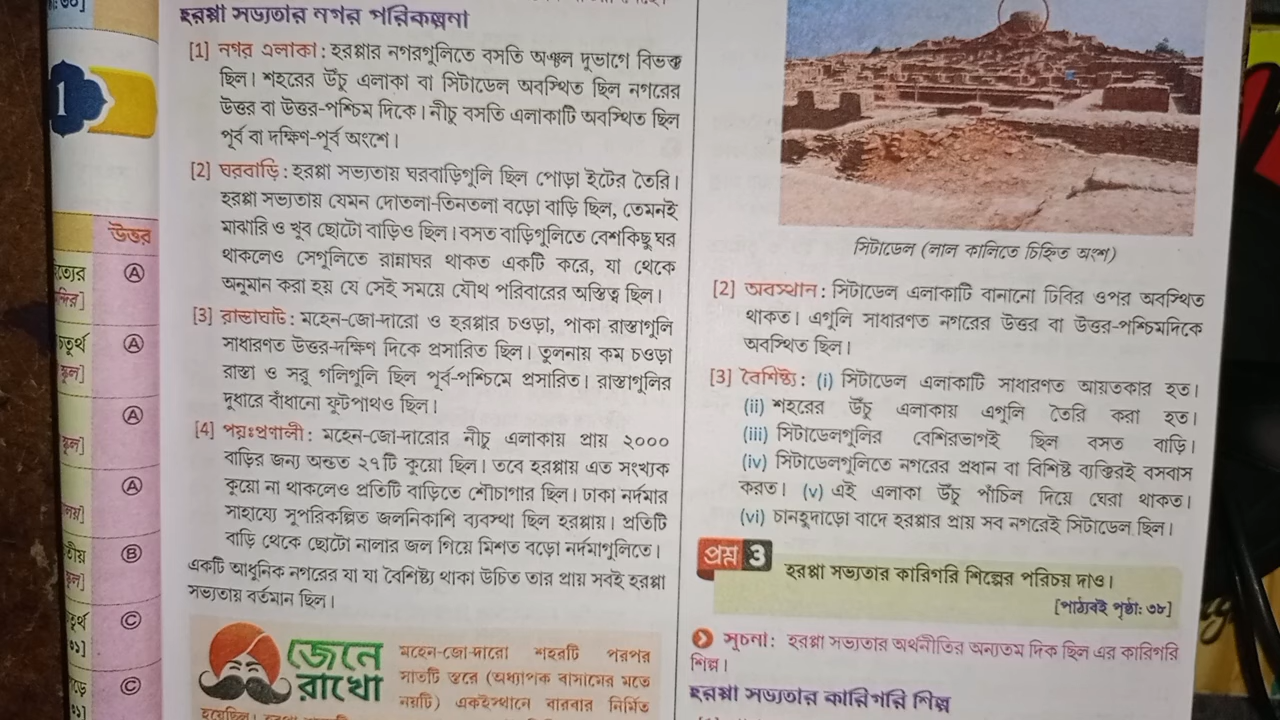 হরপ্পা সভ্যতার নগর পরিকল্পনা
[1] নগর এলাকা : হরপ্পার নগরগুলিতে বসতি অঞ্চল দুভাগে বিভক্ত
ছিল। শহরের উঁচু এলাকা বা সিটাডেল অবস্থিত ছিল নগরের
উত্তর বা উত্তর-পশ্চিম দিকে। নীচু বসতি এলাকাটি অবস্থিত ছিল
পূর্ব বা দক্ষিণ-পূর্ব অংশে।
[2] ঘরবাড়ি : হরপ্পা সভ্যতায় ঘরবাড়িগুলি ছিল পোড়া ইটের তৈরি।
হরপ্পা সভ্যতায় যেমন দোতলা-তিনতলা বড়ো বাড়ি ছিল, তেমনই
মাঝারি ও খুব ছোটো বাড়িও ছিল। বসত বাড়িগুলিতে বেশকিছু ঘর
থাকলেও সেগুলিতে রান্নাঘর থাকত একটি করে, যা থেকে
অনুমান করা হয় যে সেই সময়ে যৌথ পরিবারের অস্তিত্ব ছিল।
[3] রাস্তাঘাট : মহেন-জো-দারো ও হরপ্পার চওড়া, পাকা রাস্তাগুলি
সাধারণত উত্তর-দক্ষিণ দিকে প্রসারিত ছিল। তুলনায় কম চওড়া
রাস্তা ও সরু গলিগুলি ছিল পূর্ব-পশ্চিমে প্রসারিত। রাস্তাগুলির
দুধারে বাঁধানো ফুটপাথও ছিল।
[4] পয়ঃপ্রণালী : মহেন-জো-দারোর নীচু এলাকায় প্রায় ২০০০
বাড়ির জন্য অন্তত ২৭টি কুয়ো ছিল। তবে হরপ্পায় এত সংখ্যক
কুয়ো না থাকলেও প্রতিটি বাড়িতে শৌচাগার ছিল। ঢাকা নর্দমার
সাহায্যে সুপরিকল্পিত জলনিকাশি ব্যবস্থা ছিল হরপ্পায়। প্রতিটি
বাড়ি থেকে ছোটো নালার জল গিয়ে মিশত বড়ো নর্দমাগুলিতে।
একটি আধুনিক নগরের যা যা বৈশিষ্ট্য থাকা উচিত তার প্রায় সবই হরপ্পা
সভ্যতায় বর্তমান ছিল।
জেনে
রাখো
মহেন-জো-দারো শহরটি পরপর
সাতটি স্তরে (অধ্যাপক ব্যাসামের মতে
নয়টি) একইস্থানে বারবার নির্মিত
সিটাডেল (লাল কালিতে চিহ্নিত অংশ)
[2] অবস্থান : সিটাডেল এলাকাটি বানানো ঢিবির ওপর অবস্থিত
থাকত। এগুলি সাধারণত নগরের উত্তর বা উত্তর-পশ্চিমদিকে
অবস্থিত ছিল।
[3] বৈশিষ্ট্য : (i) সিটাডেল এলাকাটি সাধারণত আয়তকার হত।
(ii) শহরের উঁচু এলাকায় এগুলি তৈরি করা হত।
(iii) সিটাডেলগুলির বেশিরভাগই ছিল বসত বাড়ি।
(iv) সিটাডেলগুলিতে নগরের প্রধান বা বিশিষ্ট ব্যক্তিরই বসবাস
করত। (v) এই এলাকা উঁচু পাঁচিল দিয়ে ঘেরা থাকত।
(vi) চানহুদাড়ো বাদে হরপ্পার প্রায় সব নগরেই সিটাডেল ছিল।
প্রশ্ন 3
হরপ্পা সভ্যতার কারিগরি শিল্পের পরিচয় দাও।
[পাঠ্যবই পৃষ্ঠা: ৩৮]
সূচনা : হরপ্পা সভ্যতার অর্থনীতির অন্যতম দিক ছিল এর কারিগরি
শিল্প।
হরপ্পা সভ্যতার কারিগরি শিল্প
1
উত্তর
A
চতুর্থ A
A
A
B
C
C